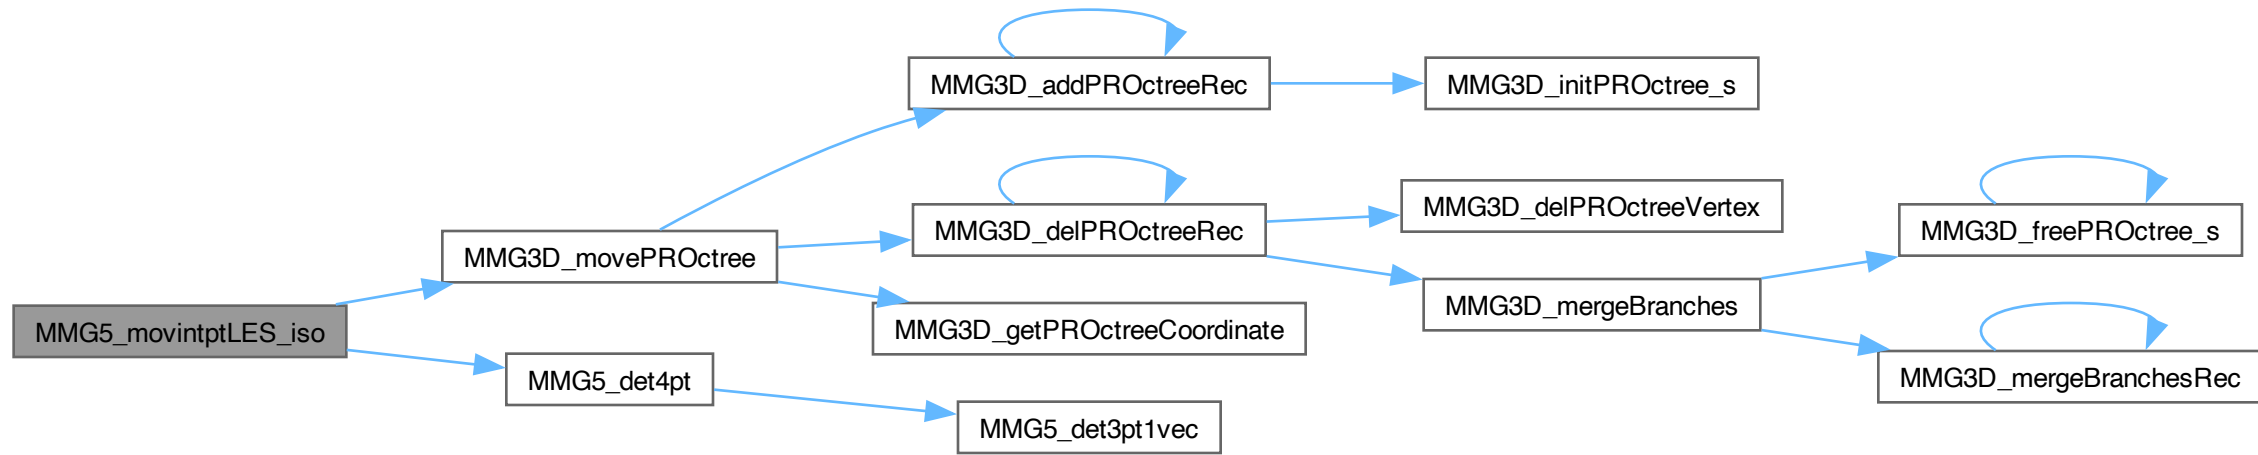 MMG5_movintptLES_iso
MMG3D_movePROctree
MMG5_det4pt
MMG3D_addPROctreeRec
MMG3D_delPROctreeRec
MMG3D_getPROctreeCoordinate
MMG5_det3pt1vec
MMG3D_initPROctree_s
MMG3D_delPROctreeVertex
MMG3D_mergeBranches
MMG3D_freePROctree_s
MMG3D_mergeBranchesRec